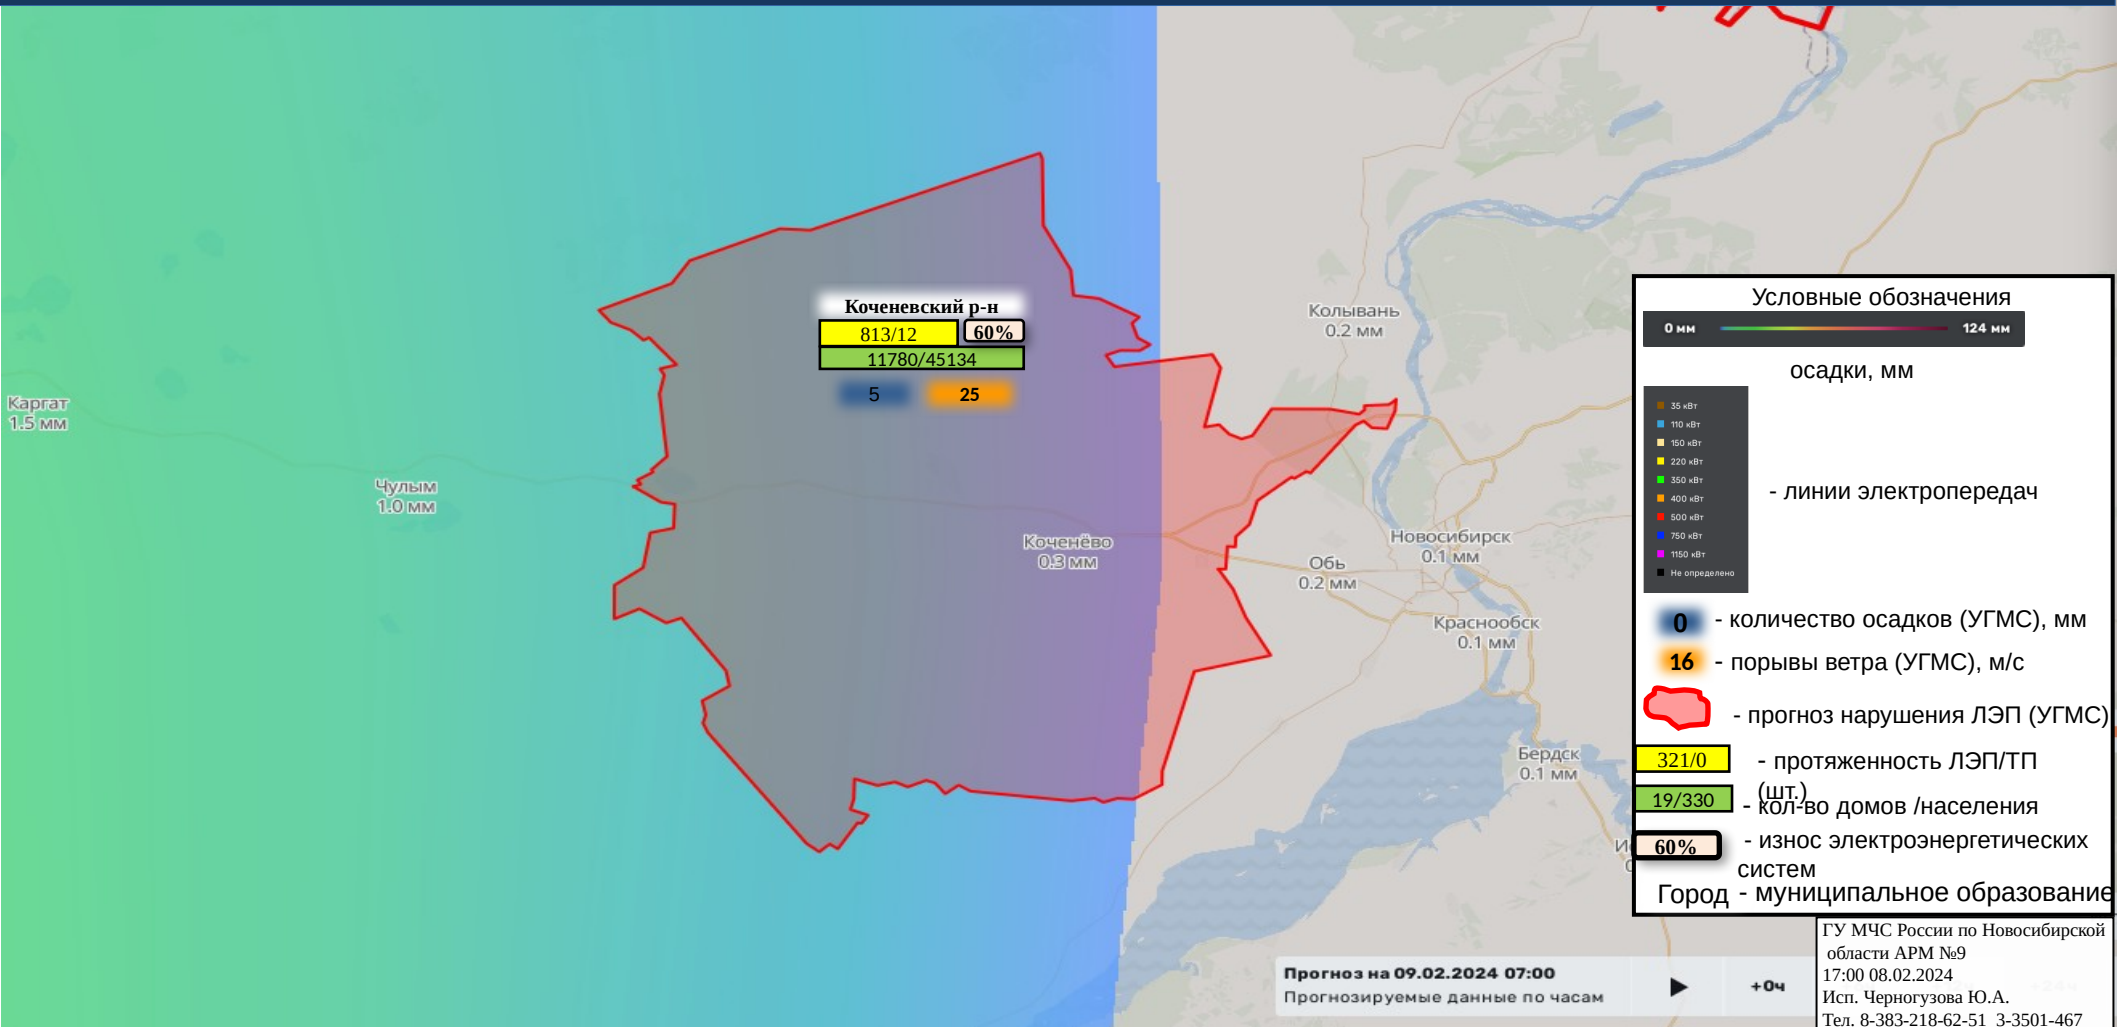 Коченевский р-н
813/12
60%
11780/45134
5
25
Каргат
1.5 мм
Чулым
1.0 мм
Коченёво
0.3 мм
Колывань
0.2 мм
Новосибирск
0.1 мм
Обь
0.2 мм
Краснообск
0.1 мм
Бердск
0.1 мм
Условные обозначения
0 мм
124 мм
осадки, мм
35 кВт
110 кВт
150 кВт
220 кВт
350 кВт
400 кВт
500 кВт
750 кВт
1150 кВт
Не определено
- линии электропередач
0 - количество осадков (УГМС), мм
16 - порывы ветра (УГМС), м/с
- прогноз нарушения ЛЭП (УГМС)
321/0 - протяженность ЛЭП/ТП
(шт.)
19/330 - кол-во домов /населения
60% - износ электроэнергетических
систем
Город - муниципальное образование
Прогноз на 09.02.2024 07:00
Прогнозируемые данные по часам
+0ч
ГУ МЧС России по Новосибирской
области АРМ №9
17:00 08.02.2024
Исп. Черногузова Ю.А.
Тел. 8-383-218-62-51 3-3501-467